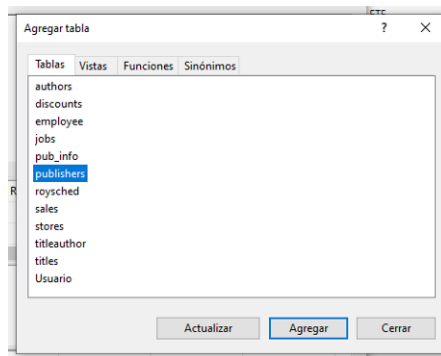 Agregar tabla
?
Tablas Vistas Funciones Sinónimos
authors
discounts
employee
jobs
pub_info
publishers
R
roysched
sales
stores
titleauthor
titles
Usuario
Actualizar Agregar Cerrar